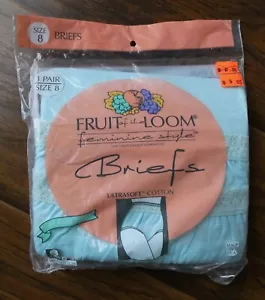 SIZE
8
BRIEFS
1 PAIR
SIZE 8
FRUIT of the LOOM
feminine style
Briefs
ULTRASOFT COTTON